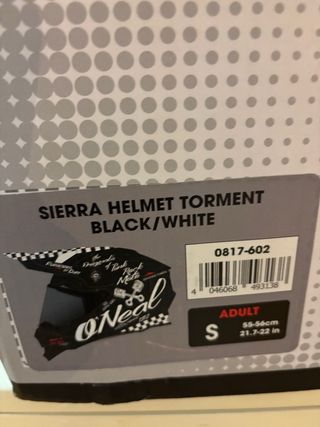 SIERRA HELMET TORMENT
BLACK/WHITE
0817-602
4 046068 493138
ADULT
S
55-56cm
21.7-22 in
O'Neal